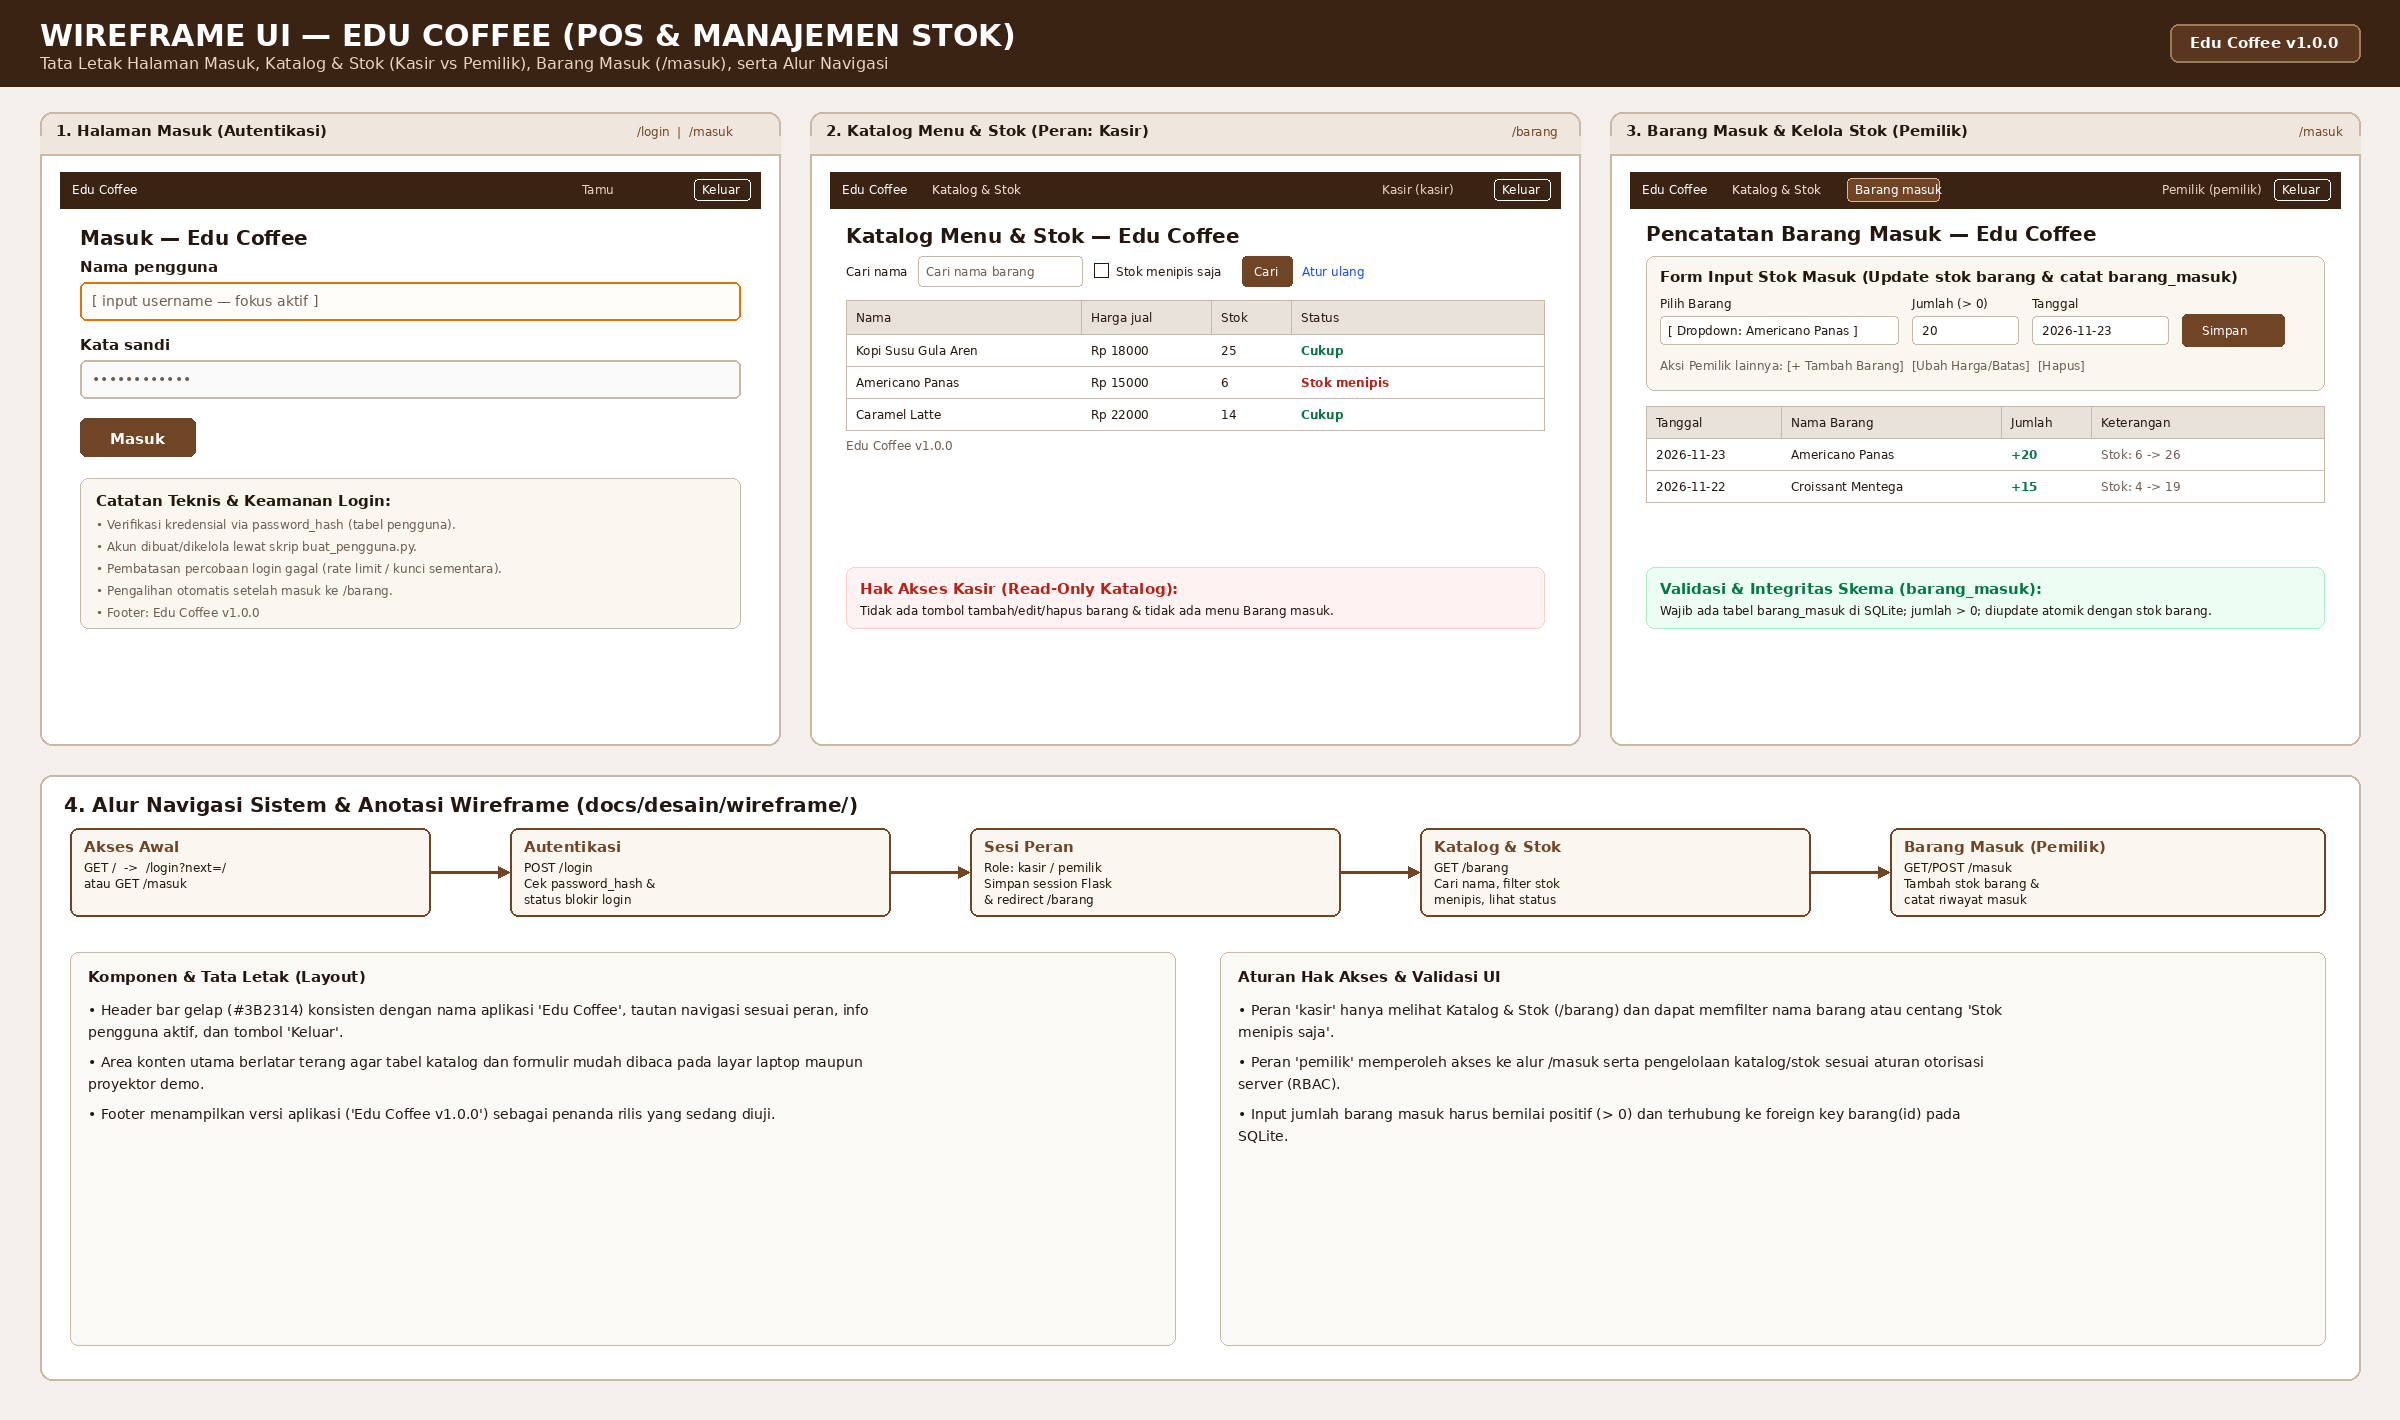 WIREFRAME UI — EDU COFFEE (POS & MANAJEMEN STOK)
Tata Letak Halaman Masuk, Katalog & Stok (Kasir vs Pemilik), Barang Masuk (/masuk), serta Alur Navigasi
Edu Coffee v1.0.0
1. Halaman Masuk (Autentikasi)
/login | /masuk
Edu Coffee
Tamu
Keluar
Masuk — Edu Coffee
Nama pengguna
[ input username — fokus aktif ]
Kata sandi
••••••••••••
Masuk
Catatan Teknis & Keamanan Login:
• Verifikasi kredensial via password_hash (tabel pengguna).
• Akun dibuat/dikelola lewat skrip buat_pengguna.py.
• Pembatasan percobaan login gagal (rate limit / kunci sementara).
• Pengalihan otomatis setelah masuk ke /barang.
• Footer: Edu Coffee v1.0.0
2. Katalog Menu & Stok (Peran: Kasir)
/barang
Edu Coffee
Katalog & Stok
Kasir (kasir)
Keluar
Katalog Menu & Stok — Edu Coffee
Cari nama
Cari nama barang
Stok menipis saja
Cari
Atur ulang
Nama Harga jual Stok Status
Kopi Susu Gula Aren Rp 18000 25 Cukup
Americano Panas Rp 15000 6 Stok menipis
Caramel Latte Rp 22000 14 Cukup
Edu Coffee v1.0.0
Hak Akses Kasir (Read-Only Katalog):
Tidak ada tombol tambah/edit/hapus barang & tidak ada menu Barang masuk.
3. Barang Masuk & Kelola Stok (Pemilik)
/masuk
Edu Coffee
Katalog & Stok
Barang masuk
Pemilik (pemilik)
Keluar
Pencatatan Barang Masuk — Edu Coffee
Form Input Stok Masuk (Update stok barang & catat barang_masuk)
Pilih Barang Jumlah (> 0) Tanggal
[ Dropdown: Americano Panas ] 20 2026-11-23 Simpan
Aksi Pemilik lainnya: [+ Tambah Barang] [Ubah Harga/Batas] [Hapus]
Tanggal Nama Barang Jumlah Keterangan
2026-11-23 Americano Panas +20 Stok: 6 -> 26
2026-11-22 Croissant Mentega +15 Stok: 4 -> 19
Validasi & Integritas Skema (barang_masuk):
Wajib ada tabel barang_masuk di SQLite; jumlah > 0; diupdate atomik dengan stok barang.
4. Alur Navigasi Sistem & Anotasi Wireframe (docs/desain/wireframe/)
Akses Awal
GET / -> /login?next=/
atau GET /masuk
Autentikasi
POST /login
Cek password_hash &
status blokir login
Sesi Peran
Role: kasir / pemilik
Simpan session Flask
& redirect /barang
Katalog & Stok
GET /barang
Cari nama, filter stok
menipis, lihat status
Barang Masuk (Pemilik)
GET/POST /masuk
Tambah stok barang &
catat riwayat masuk
Komponen & Tata Letak (Layout)
• Header bar gelap (#3B2314) konsisten dengan nama aplikasi 'Edu Coffee', tautan navigasi sesuai peran, info
pengguna aktif, dan tombol 'Keluar'.
• Area konten utama berlatar terang agar tabel katalog dan formulir mudah dibaca pada layar laptop maupun
proyektor demo.
• Footer menampilkan versi aplikasi ('Edu Coffee v1.0.0') sebagai penanda rilis yang sedang diuji.
Aturan Hak Akses & Validasi UI
• Peran 'kasir' hanya melihat Katalog & Stok (/barang) dan dapat memfilter nama barang atau centang 'Stok
menipis saja'.
• Peran 'pemilik' memperoleh akses ke alur /masuk serta pengelolaan katalog/stok sesuai aturan otorisasi
server (RBAC).
• Input jumlah barang masuk harus bernilai positif (> 0) dan terhubung ke foreign key barang(id) pada
SQLite.